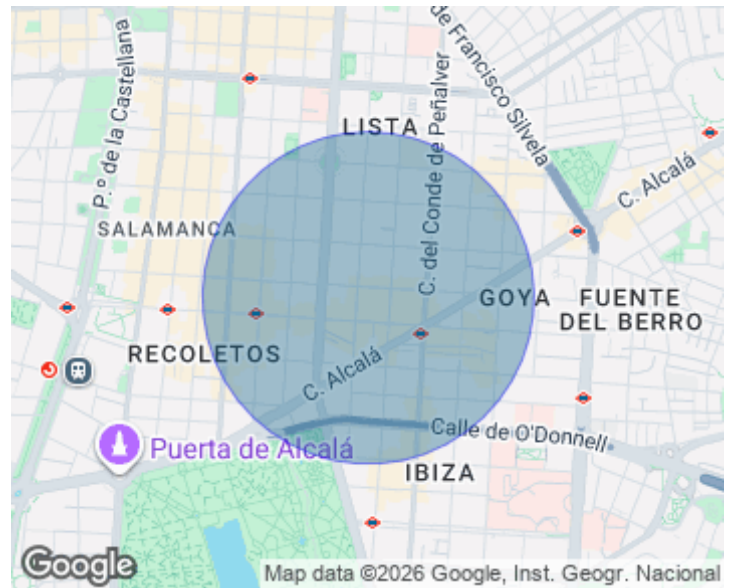 de Francisco Silvela
P.º de la Castellana
LISTA
C. del Conde de Peñalver
C. Alcalá
SALAMANCA
GOYA
FUENTE
DEL BERRO
RECOLETOS
C. Alcalá
Puerta de Alcalá
Calle de O'Donnell
IBIZA
Google
Map data ©2026 Google, Inst. Geogr. Nacional